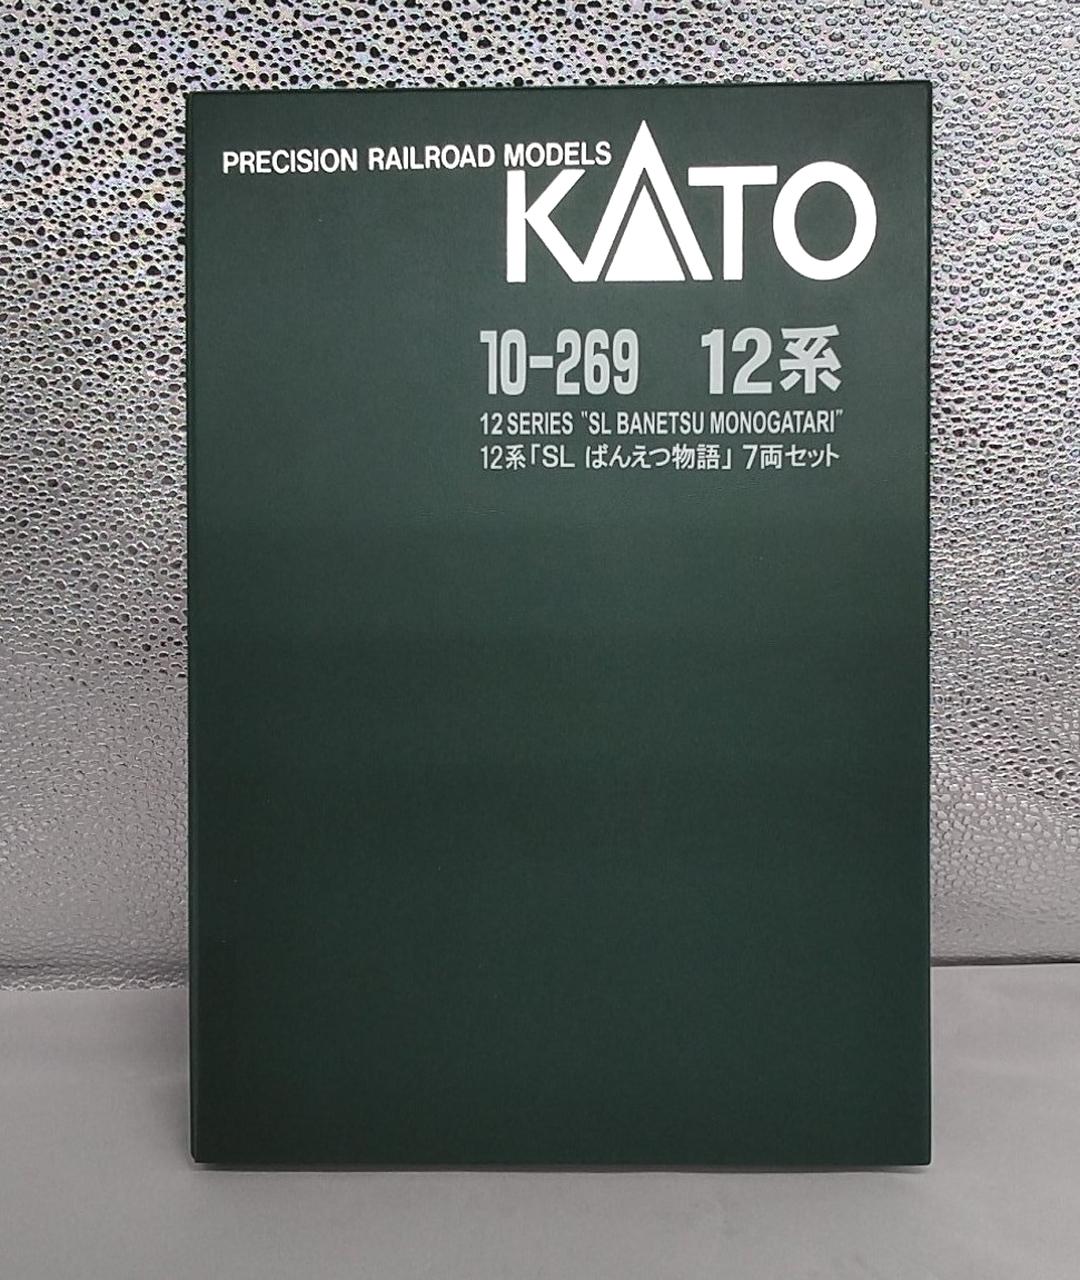 PRECISION RAILROAD MODELS
KATO
10-269 12系
12 SERIES "SL BANETSU MONOGATARI"
12系「SL ばんえつ物語」 7両セット